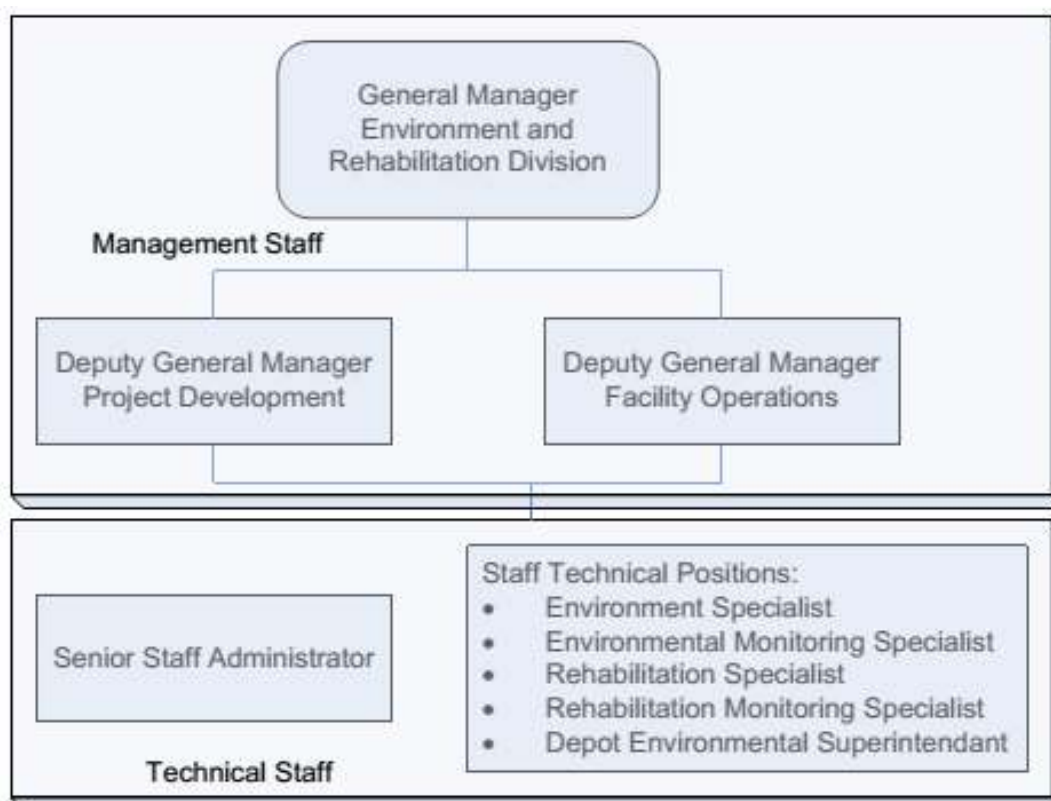 General Manager
Environment and
Rehabilitation Division
Management Staff
Deputy General Manager
Project Development
Deputy General Manager
Facility Operations
Senior Staff Administrator
Staff Technical Positions:
• Environment Specialist
• Environmental Monitoring Specialist
• Rehabilitation Specialist
• Rehabilitation Monitoring Specialist
• Depot Environmental Superintendant
Technical Staff